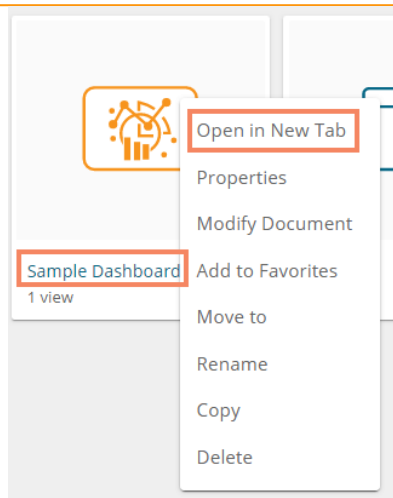 Open in New Tab
Properties
Modify Document
Sample Dashboard
Add to Favorites
1 view
Move to
Rename
Copy
Delete